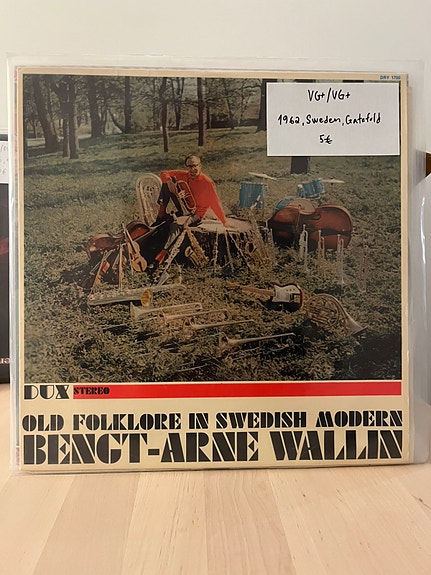 DRY 1700
VG+/VG+
1962, Sweden, Gatefold
5€
DUX STEREO
OLD FOLKLORE IN SWEDISH MODERN
BENGT-ARNE WALLIN